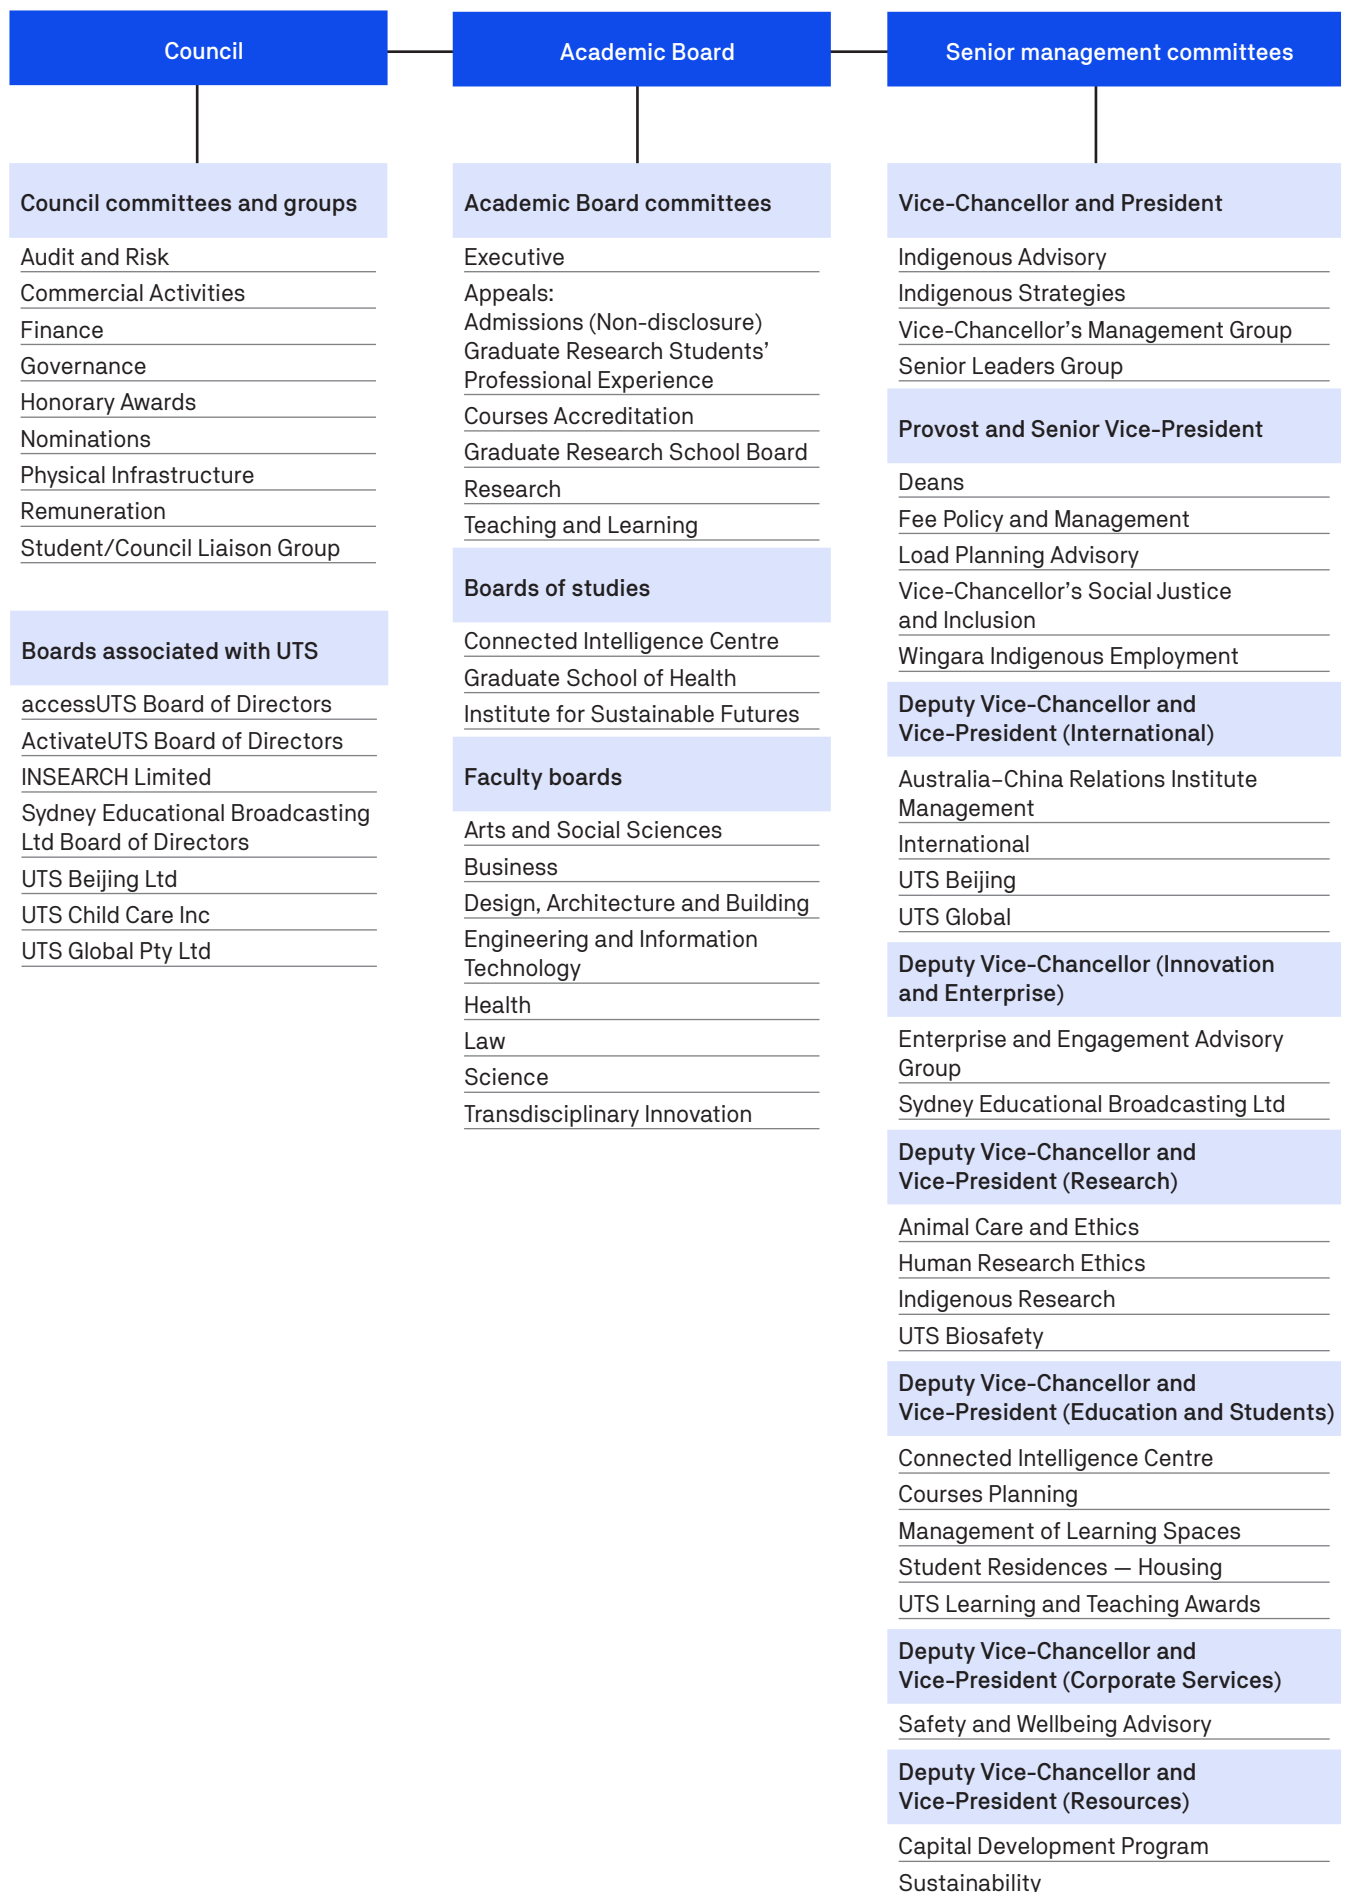 Council
Council committees and groups
Audit and Risk
Commercial Activities
Finance
Governance
Honorary Awards
Nominations
Physical Infrastructure
Remuneration
Student/Council Liaison Group
Boards associated with UTS
accessUTS Board of Directors
ActivateUTS Board of Directors
INSEARCH Limited
Sydney Educational Broadcasting
Ltd Board of Directors
UTS Beijing Ltd
UTS Child Care Inc
UTS Global Pty Ltd
Academic Board
Academic Board committees
Executive
Appeals:
Admissions (Non-disclosure)
Graduate Research Students’
Professional Experience
Courses Accreditation
Graduate Research School Board
Research
Teaching and Learning
Boards of studies
Connected Intelligence Centre
Graduate School of Health
Institute for Sustainable Futures
Faculty boards
Arts and Social Sciences
Business
Design, Architecture and Building
Engineering and Information
Technology
Health
Law
Science
Transdisciplinary Innovation
Senior management committees
Vice-Chancellor and President
Indigenous Advisory
Indigenous Strategies
Vice-Chancellor’s Management Group
Senior Leaders Group
Provost and Senior Vice-President
Deans
Fee Policy and Management
Load Planning Advisory
Vice-Chancellor’s Social Justice
and Inclusion
Wingara Indigenous Employment
Deputy Vice-Chancellor and
Vice-President (International)
Australia–China Relations Institute
Management
International
UTS Beijing
UTS Global
Deputy Vice-Chancellor (Innovation
and Enterprise)
Enterprise and Engagement Advisory
Group
Sydney Educational Broadcasting Ltd
Deputy Vice-Chancellor and
Vice-President (Research)
Animal Care and Ethics
Human Research Ethics
Indigenous Research
UTS Biosafety
Deputy Vice-Chancellor and
Vice-President (Education and Students)
Connected Intelligence Centre
Courses Planning
Management of Learning Spaces
Student Residences — Housing
UTS Learning and Teaching Awards
Deputy Vice-Chancellor and
Vice-President (Corporate Services)
Safety and Wellbeing Advisory
Deputy Vice-Chancellor and
Vice-President (Resources)
Capital Development Program
Sustainability